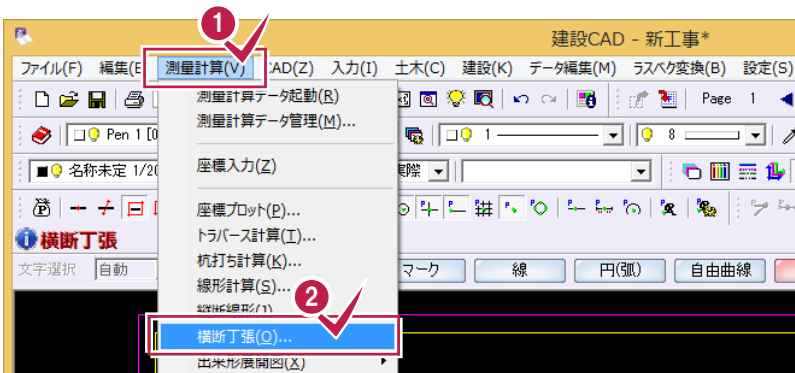 1
建設CAD - 新工事*
ファイル(F) 編集(E 測量計算(V) CAD(Z) 入力(I) 土木(C) 建設(K) データ編集(M) ラスベク変換(B) 設定(S)
測量計算データ起動(R)
Page 1
測量計算データ管理(M)...
Pen 1 [0
1
8
座標入力(Z)
名称未定 1/20
実際
座標プロット(P)...
横断丁張
トラバース計算(T)...
文字選択 自動
杭打ち計算(K)...
マーク 線 円(弧) 自由曲線
線形計算(S)...
2
縦断線形(J)...
横断丁張(O)...
出来形展開図(X)